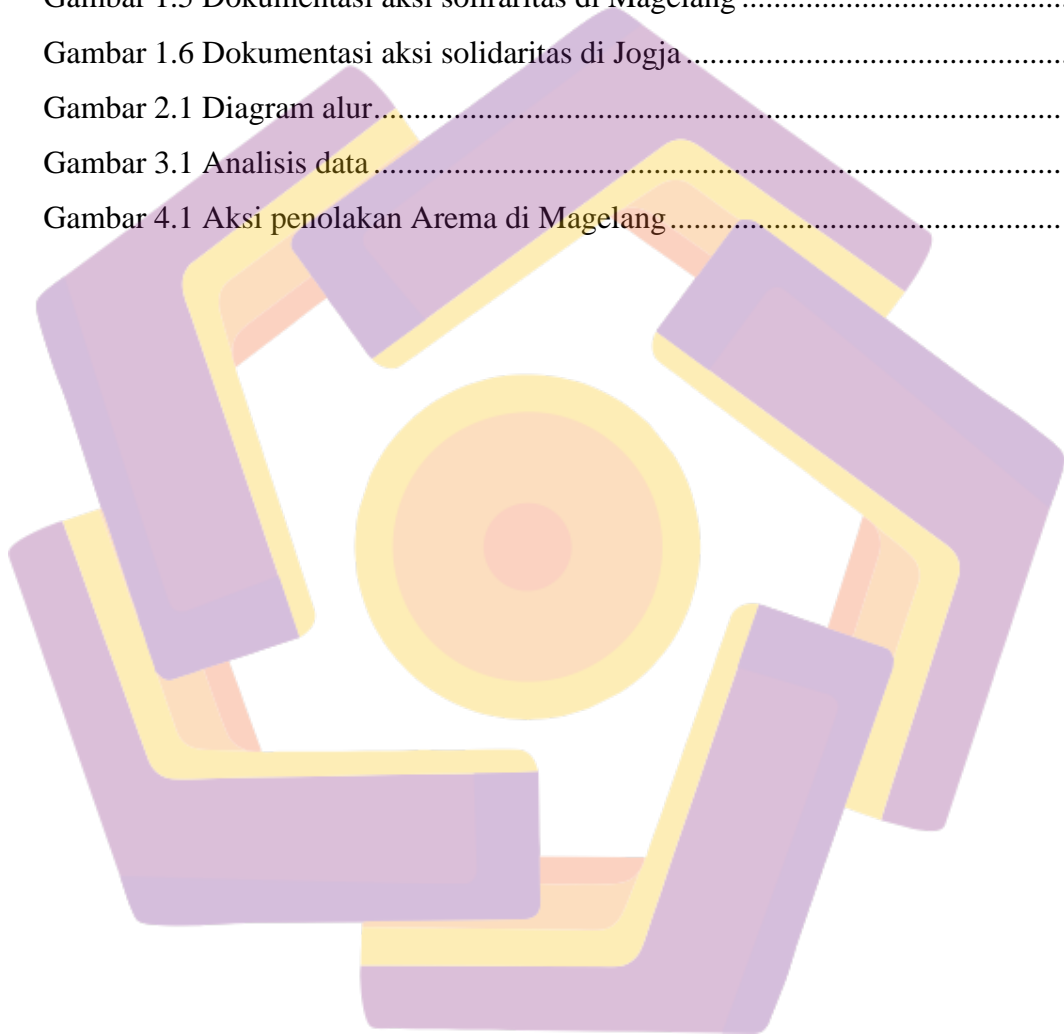 Gambar 1.5 Dokumentasi aksi solifraritas di Magelang ....................................
Gambar 1.6 Dokumentasi aksi solidaritas di Jogja ..........................................
Gambar 2.1 Diagram alur.................................................................................
Gambar 3.1 Analisis data .................................................................................
Gambar 4.1 Aksi penolakan Arema di Magelang ...........................................